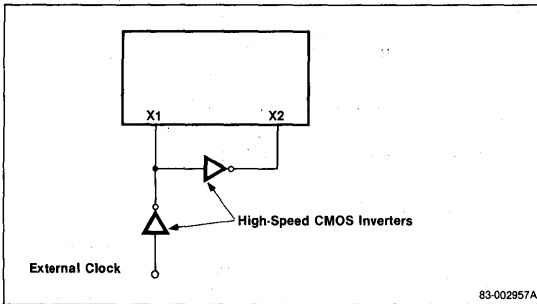 X1 X2
High-Speed CMOS Inverters
External Clock
83-002957A